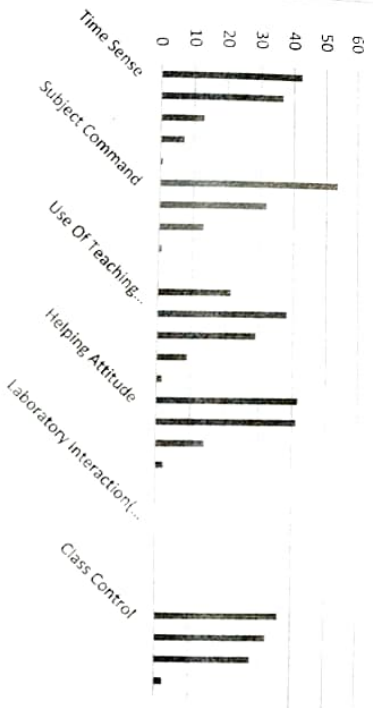 60
50
40
30
20
10
0
Time Sense
Subject Command
Use Of Teaching...
Helping Attitude
Laboratory Interaction(...
Class Control